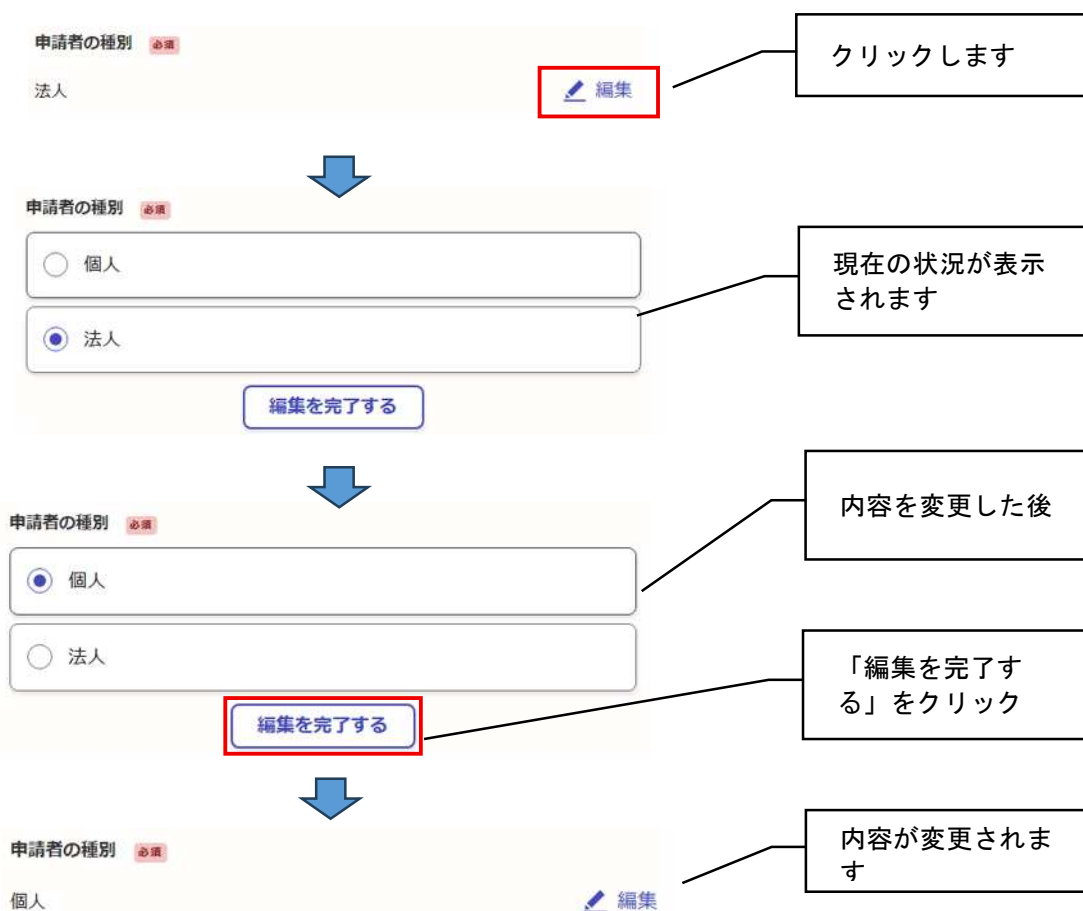 申請者の種別 必須
クリックします
法人
編集
申請者の種別 必須
個人
現在の状況が表示
されます
法人
編集を完了する
内容を変更した後
申請者の種別 必須
個人
法人
「編集を完了す
る」をクリック
編集を完了する
内容が変更されま
す
申請者の種別 必須
個人
編集